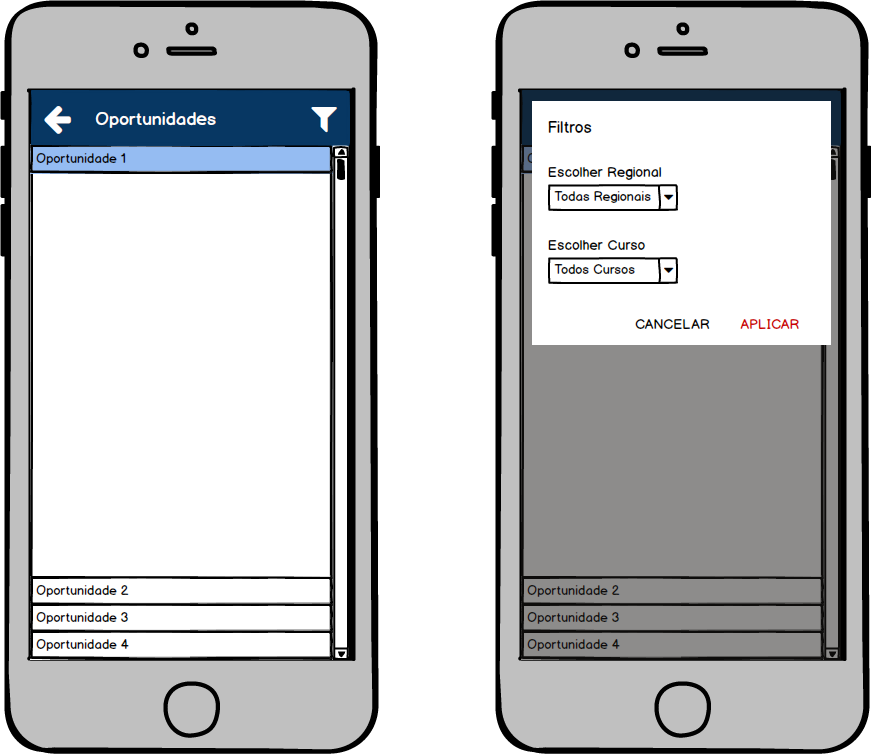 Oportunidades
Oportunidade 1
Oportunidade 2
Oportunidade 3
Oportunidade 4
Filtros
Escolher Regional
Todas Regionais
Escolher Curso
Todos Cursos
CANCELAR APLICAR
Oportunidade 2
Oportunidade 3
Oportunidade 4